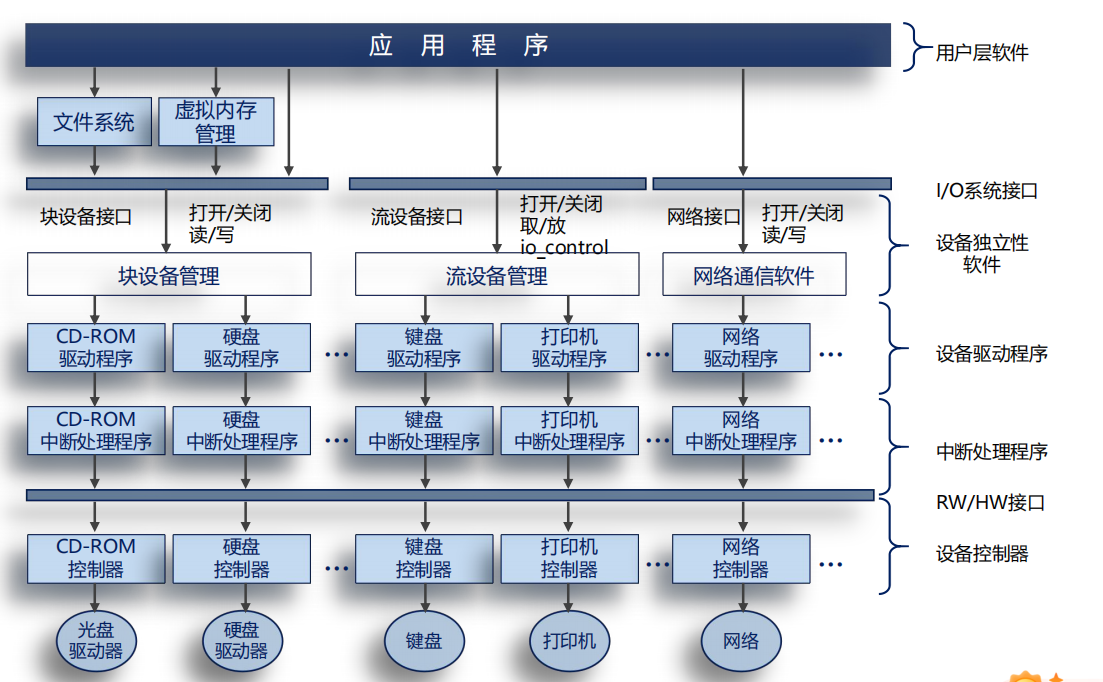 应 用 程 序
用户层软件
文件系统
虚拟内存
管理
I/O系统接口
块设备接口
打开/关闭
读/写
流设备接口
打开/关闭
取/放
io_control
网络接口
打开/关闭
读/写
设备独立性
软件
块设备管理
流设备管理
网络通信软件
CD-ROM
驱动程序
硬盘
驱动程序
...
键盘
驱动程序
打印机
驱动程序
...
网络
驱动程序
...
设备驱动程序
CD-ROM
中断处理程序
硬盘
中断处理程序
...
键盘
中断处理程序
打印机
中断处理程序
...
网络
中断处理程序
...
中断处理程序
RW/HW接口
CD-ROM
控制器
硬盘
控制器
...
键盘
控制器
打印机
控制器
...
网络
控制器
...
设备控制器
光盘
驱动器
硬盘
驱动器
键盘
打印机
网络